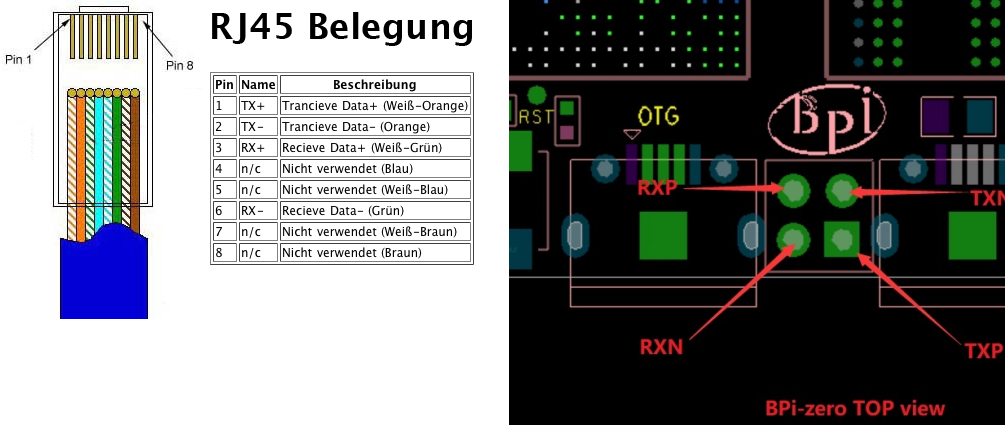 RJ45 Belegung
Pin 1
Pin 8
Pin Name Beschreibung
1 TX+ Trancieve Data+ (Weiß-Orange)
2 TX- Trancieve Data- (Orange)
3 RX+ Recieve Data+ (Weiß-Grün)
4 n/c Nicht verwendet (Blau)
5 n/c Nicht verwendet (Weiß-Blau)
6 RX- Recieve Data- (Grün)
7 n/c Nicht verwendet (Weiß-Braun)
8 n/c Nicht verwendet (Braun)
RST
OTG
Bpi
RXP
TXN
RXN
TXP
BPi-zero TOP view